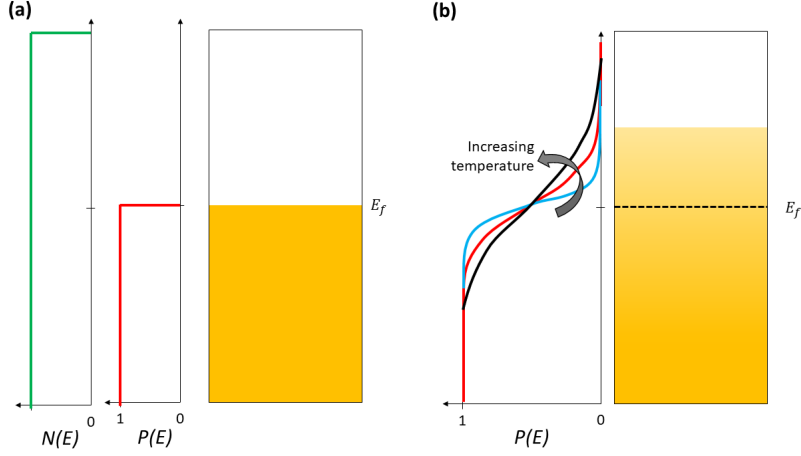 (a)
(b)
Increasing
temperature
E_f
E_f
0
1
0
1
0
N(E)
P(E)
P(E)